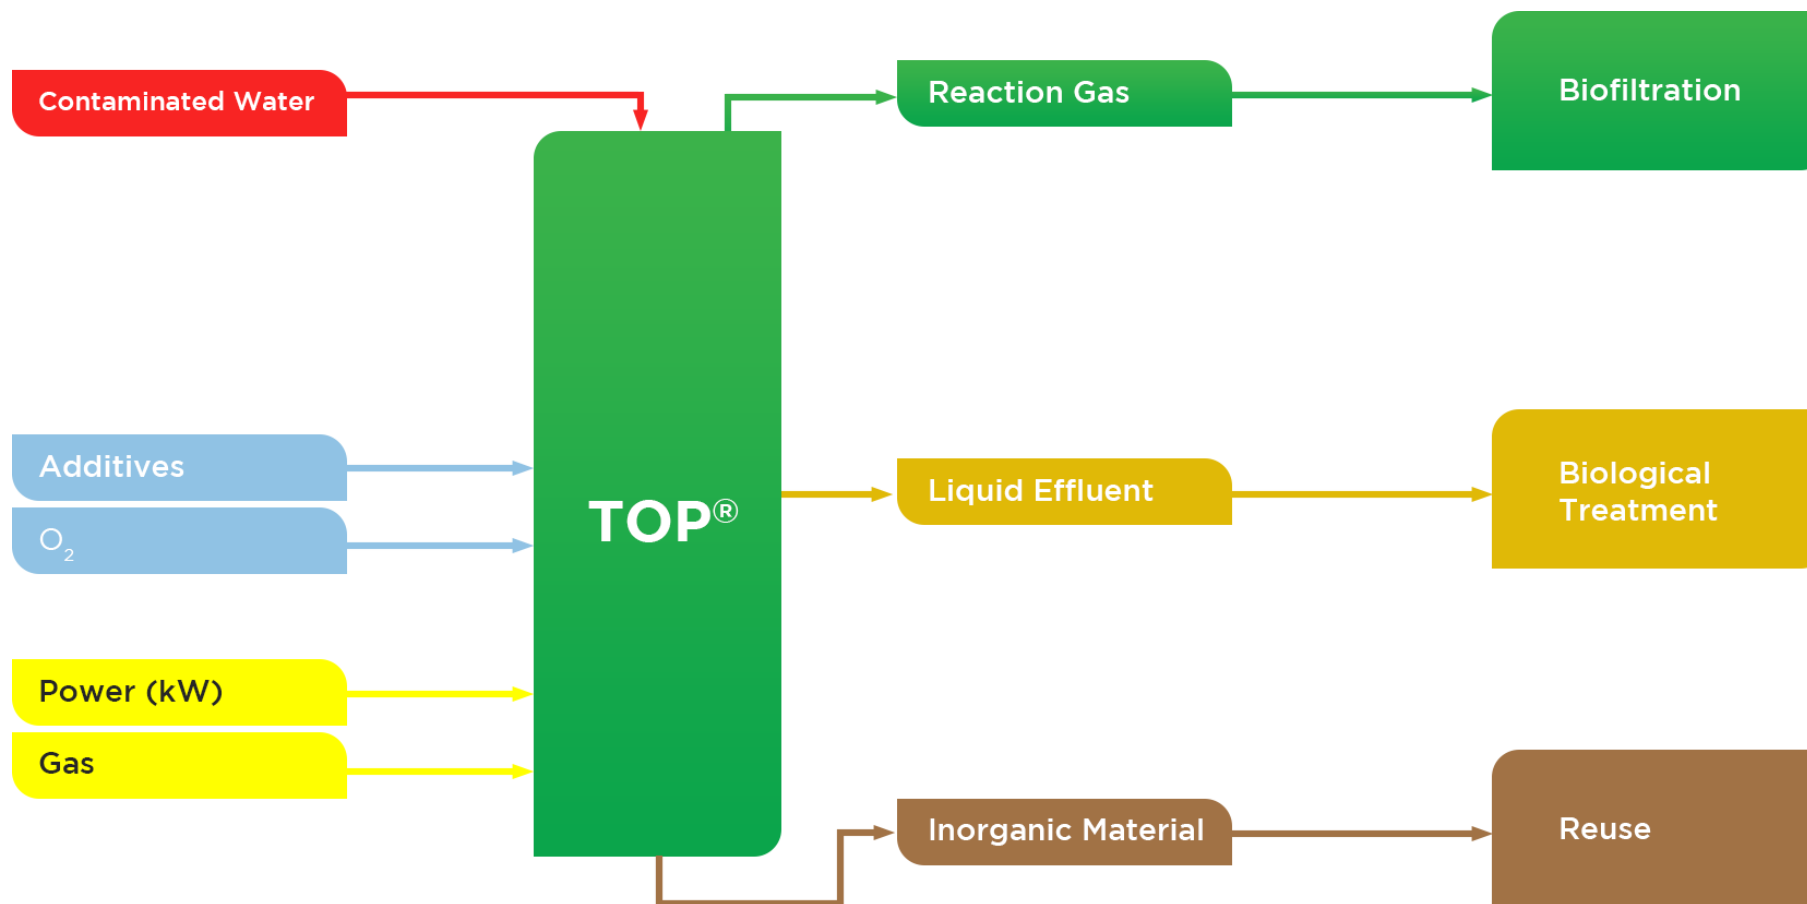 Contaminated Water
Reaction Gas
Biofiltration
Additives
O₂
TOP®
Liquid Effluent
Biological
Treatment
Power (kW)
Gas
Inorganic Material
Reuse